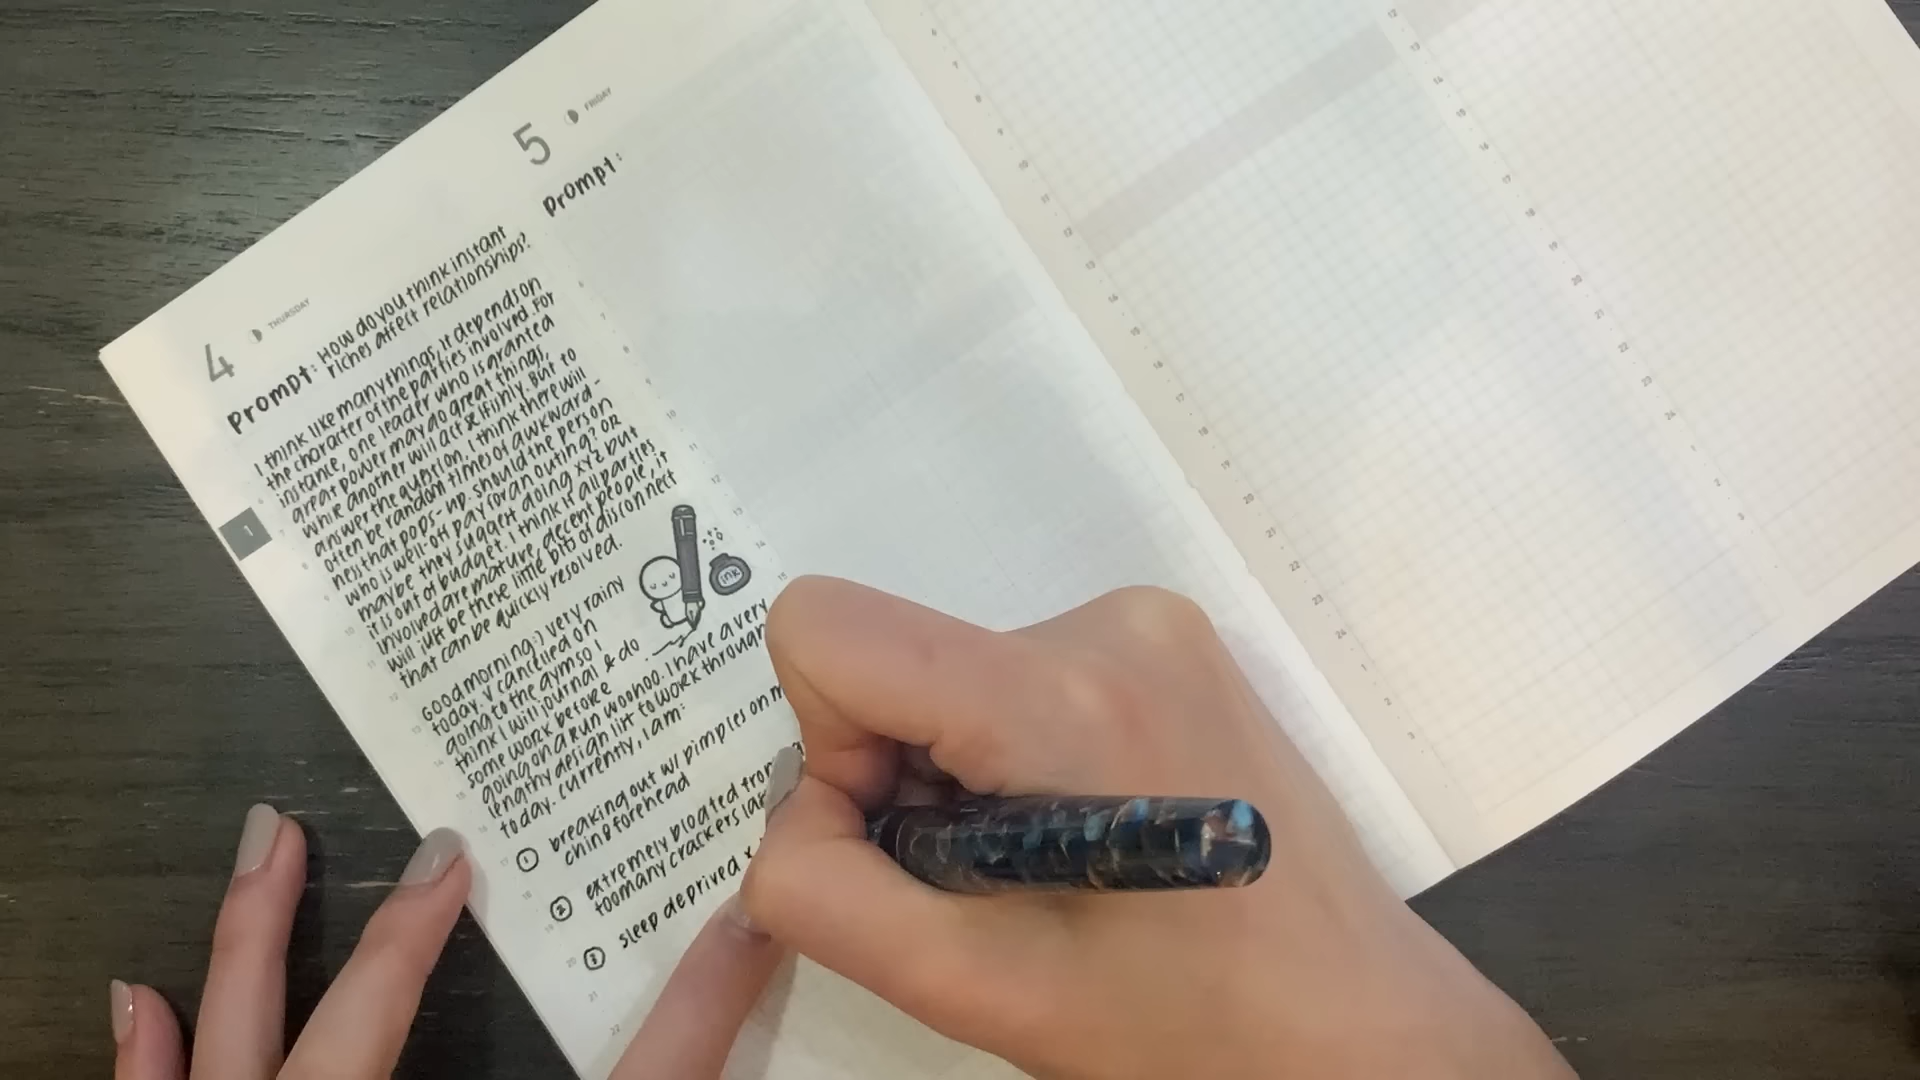 4 THURSDAY
Prompt: How do you think instant
riches affect relationships?
I think like many things, it depends on
the character of the parties involved. For
instance, one leader who is granted
great power may do great things,
while another will act selfishly. But to
answer the question, I think there will
often be random times of awkward-
ness that pops-up. Should the person
who is well-off pay for an outing? Or
maybe they suggest doing xyz but
it is out of budget. I think if all parties
involved are mature, decent people, it
will just be these little bits of disconnect
that can be quickly resolved.
ink
Good morning :) very rainy
today. I cancelled on
going to the gym so I
think I will journal & do
some work before
going on a run woohoo. I have a very
lengthy design list to work through
today. Currently, I am:
1 breaking out w/ pimples on
chin & forehead
2 extremely bloated from
too many crackers
3 sleep deprived
1
5 FRIDAY
Prompt: